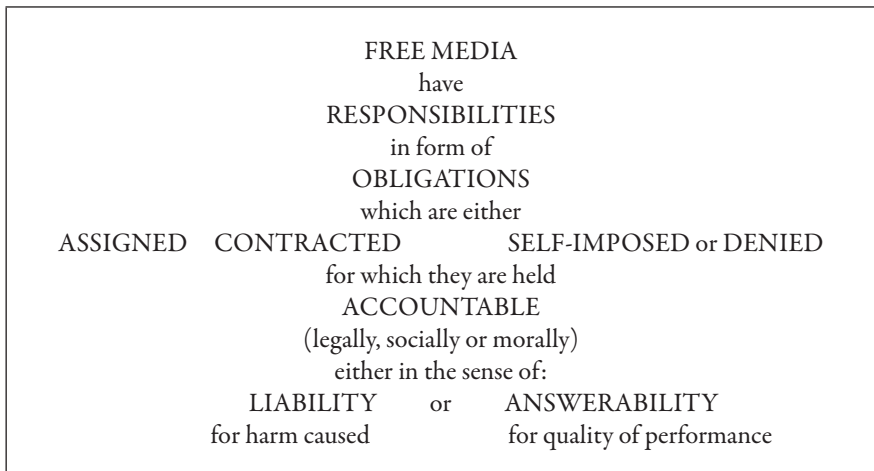 FREE MEDIA
have
RESPONSIBILITIES
in form of
OBLIGATIONS
which are either
ASSIGNED CONTRACTED SELF-IMPOSED or DENIED
for which they are held
ACCOUNTABLE
(legally, socially or morally)
either in the sense of:
LIABILITY or ANSWERABILITY
for harm caused for quality of performance